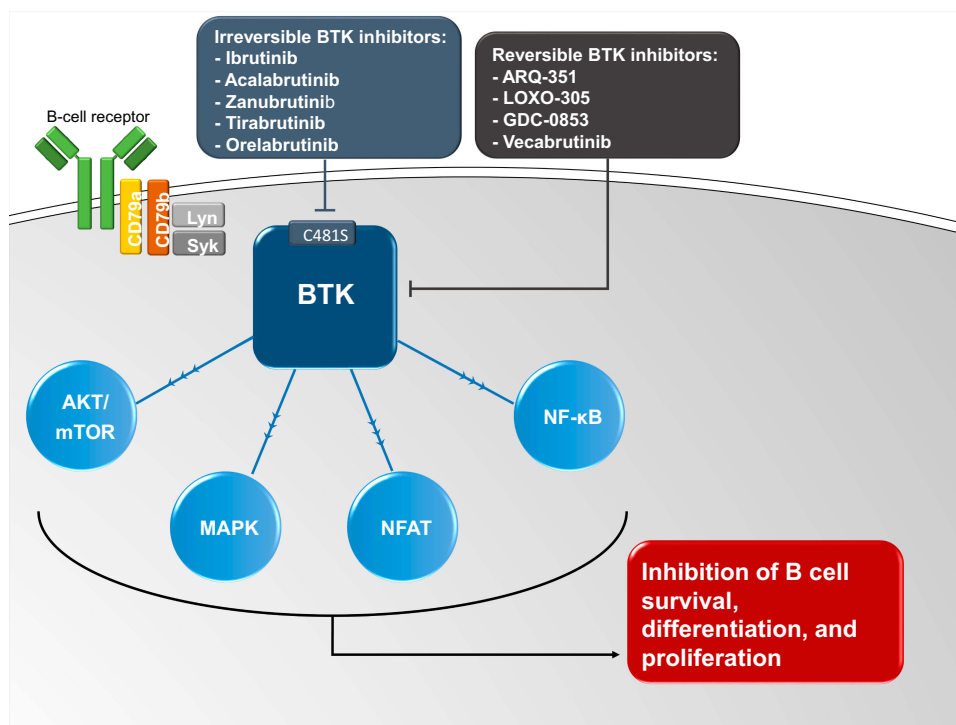 Irreversible BTK inhibitors:
- Ibrutinib
- Acalabrutinib
- Zanubrutinib
- Tirabrutinib
- Orelabrutinib
Reversible BTK inhibitors:
- ARQ-351
- LOXO-305
- GDC-0853
- Vecabrutinib
B-cell receptor
CD79a
CD79b
Lyn
Syk
C481S
BTK
AKT/
mTOR
MAPK
NFAT
NF-κB
Inhibition of B cell
survival,
differentiation, and
proliferation